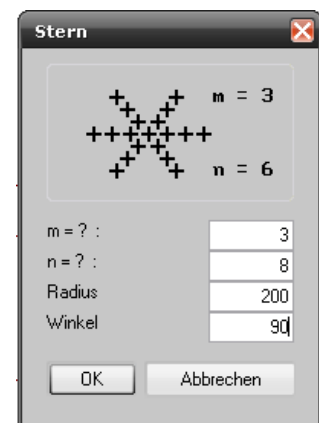 Stern
m = 3
n = 6
m = ? : 3
n = ? : 8
Radius 200
Winkel 90
OK Abbrechen